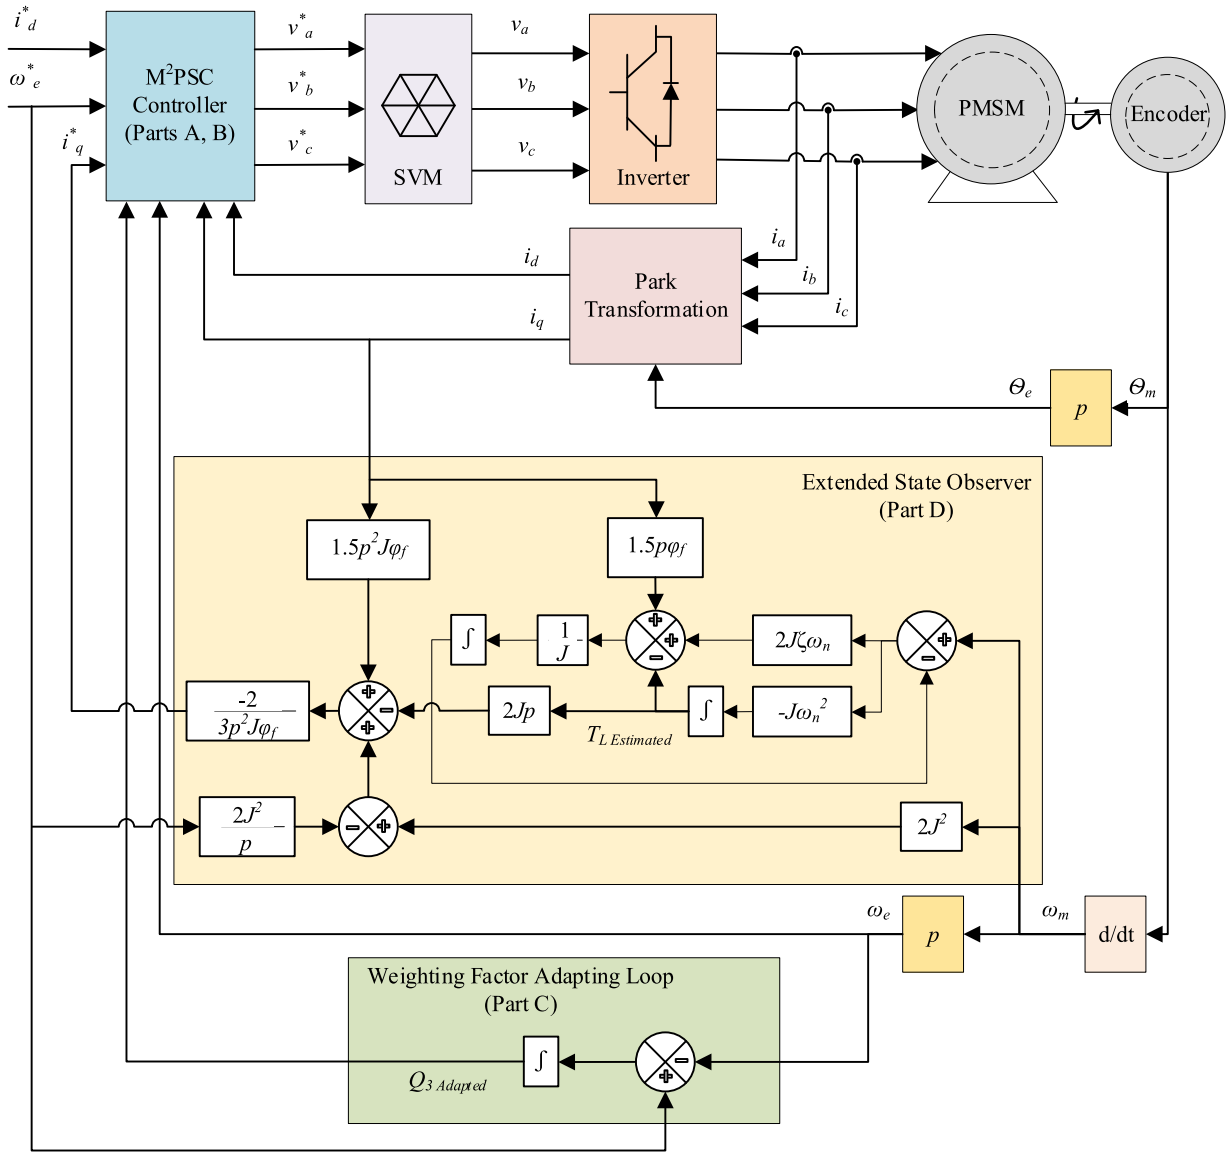 i*d
ω*e
i*q
M²PSC
Controller
(Parts A, B)
v*a
v*b
v*c
SVM
va
vb
vc
Inverter
PMSM
Encoder
ia
ib
ic
id
iq
Park
Transformation
Θe
p
Θm
Extended State Observer
(Part D)
1.5p²Jφf
1.5pφf
∫
1
J
2Jζωn
-2
3p²Jφf
2Jp
∫
-Jωn²
TL Estimated
2J²
p
2J²
ωe
p
ωm
d/dt
Weighting Factor Adapting Loop
(Part C)
∫
Q3 Adapted